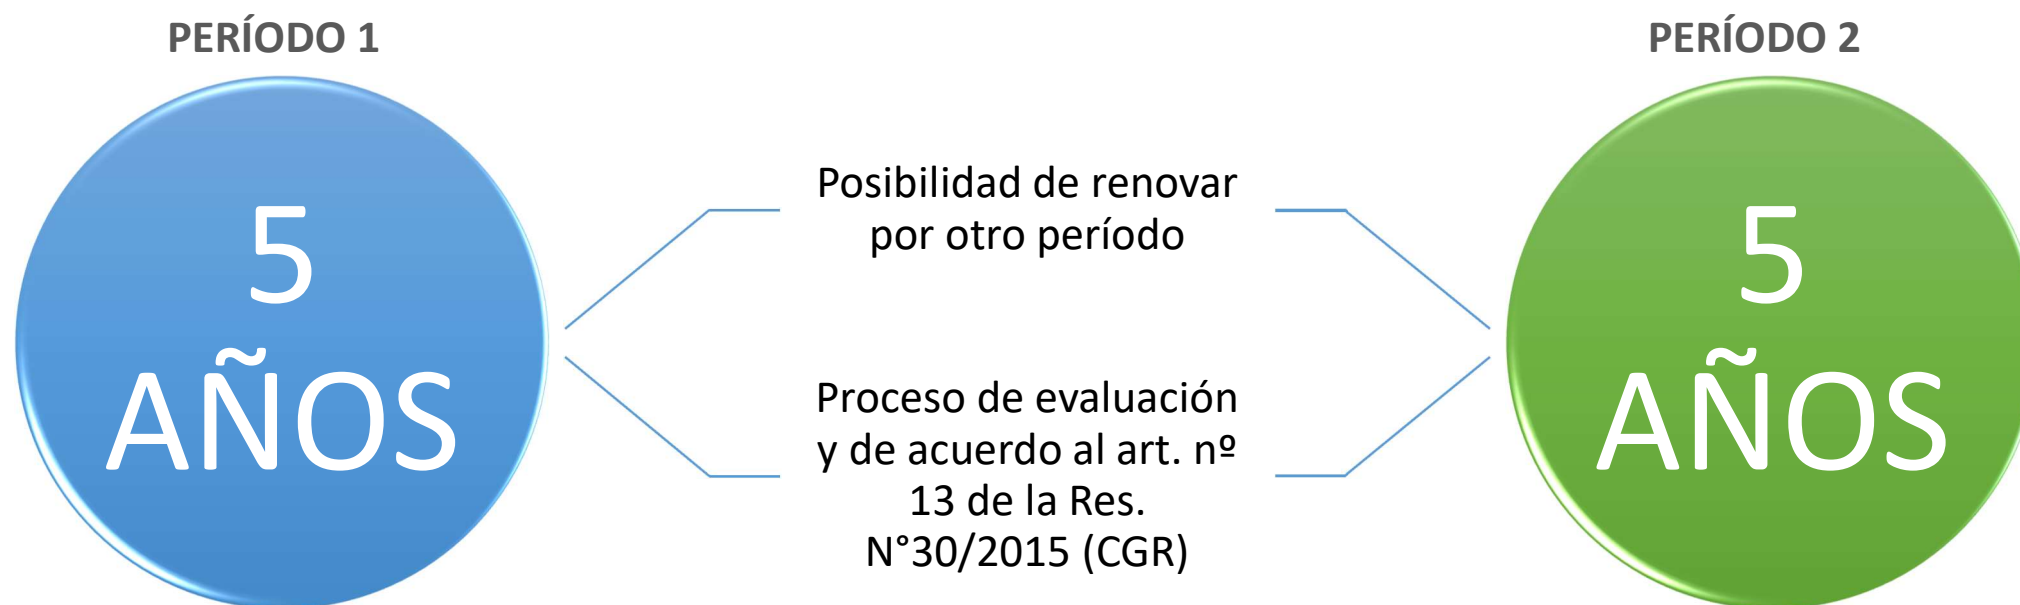 PERÍODO 1
5
AÑOS
Posibilidad de renovar
por otro período
Proceso de evaluación
y de acuerdo al art. nº
13 de la Res.
N°30/2015 (CGR)
PERÍODO 2
5
AÑOS